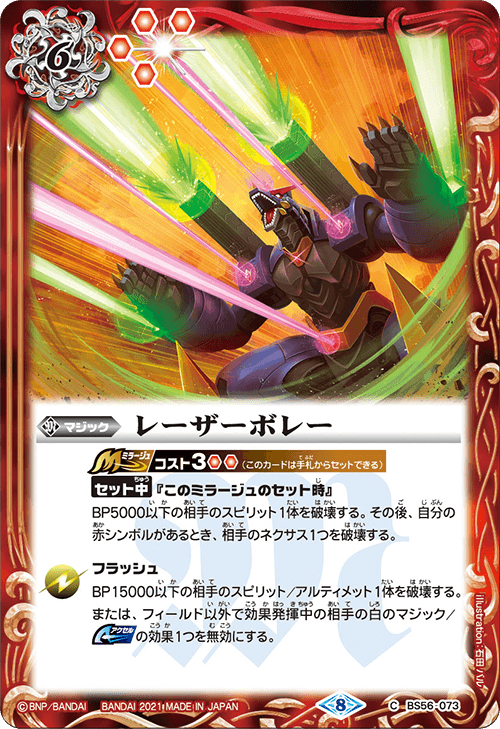 6
マジック
レーザーボレー
ミラージュ コスト3 (このカードは手札からセットできる)
セット中『このミラージュのセット時』
BP5000以下の相手のスピリット1体を破壊する。その後、自分の
赤シンボルがあるとき、相手のネクサス1つを破壊する。
フラッシュ
BP15000以下の相手のスピリット/アルティメット1体を破壊する。
または、フィールド以外で効果発揮中の相手の白のマジック/
アクセルの効果1つを無効にする。
Illustration:石田バル
©BNP/BANDAI BANDAI 2021 MADE IN JAPAN 8 C BS56-073